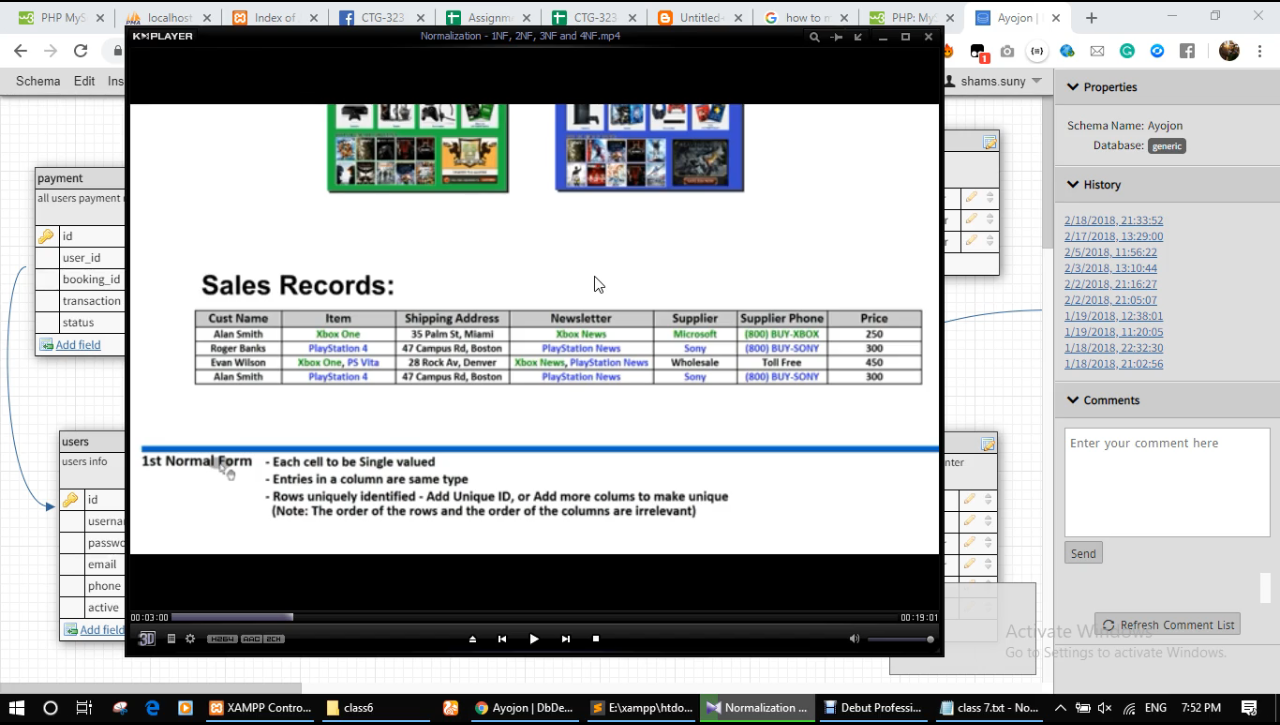 PHP MyS
localhost
Index of
CTG-323
Assignm
CTG-323
Untitled
how to m
PHP: My
Ayojon |
KMPLAYER
Normalization - 1NF, 2NF, 3NF and 4NF.mp4
Schema Edit Ins
shams.suny
1
Properties
Schema Name: Ayojon
Database: generic
History
2/18/2018, 21:33:52
2/17/2018, 13:29:00
2/5/2018, 11:56:22
2/3/2018, 13:10:44
2/2/2018, 21:16:27
2/2/2018, 21:05:07
1/19/2018, 12:38:01
1/19/2018, 11:20:05
1/18/2018, 22:32:30
1/18/2018, 21:02:56
Comments
Enter your comment here
Send
Refresh Comment List
Activate Windows
Go to Settings to activate Windows.
payment
all users payment
id
user_id
booking_id
transaction
status
Add field
users
users info
id
userna
passwo
email
phone
active
Add field
Sales Records:
Cust Name Item Shipping Address Newsletter Supplier Supplier Phone Price
Alan Smith Xbox One 35 Palm St, Miami Xbox News Microsoft (800) BUY-XBOX 250
Roger Banks PlayStation 4 47 Campus Rd, Boston PlayStation News Sony (800) BUY-SONY 300
Evan Wilson Xbox One, PS Vita 28 Rock Av, Denver Xbox News, PlayStation News Wholesale Toll Free 450
Alan Smith PlayStation 4 47 Campus Rd, Boston PlayStation News Sony (800) BUY-SONY 300
1st Normal Form - Each cell to be Single valued
- Entries in a column are same type
- Rows uniquely identified - Add Unique ID, or Add more colums to make unique
(Note: The order of the rows and the order of the columns are irrelevant)
nter
00:03:00 00:19:01
3D H264 AAC 2CH
XAMPP Contro...
class6
Ayojon | DbDe...
E:\xampp\htdo...
Normalization ...
Debut Professi...
class 7.txt - No...
ENG 7:52 PM